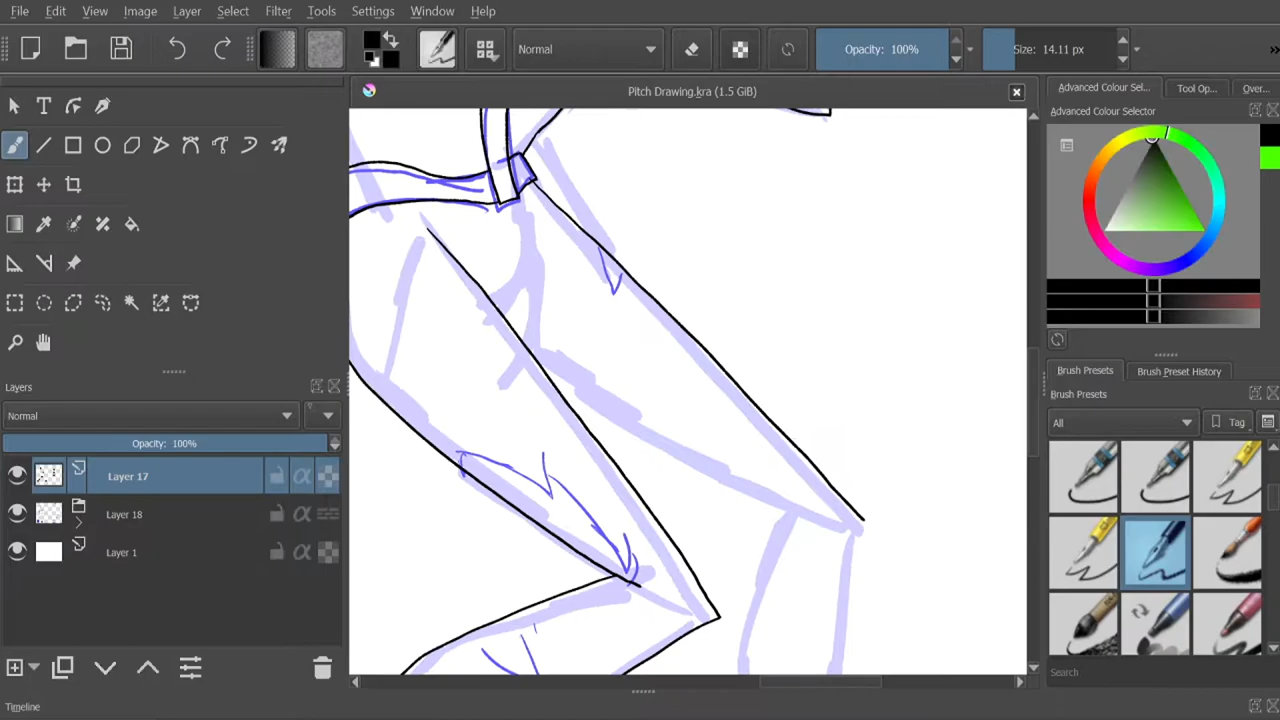 File Edit View Image Layer Select Filter Tools Settings Window Help
Normal Opacity: 100% Size: 14.11 px
Pitch Drawing.kra (1.5 GiB)
Advanced Colour Sel... Tool Op... Over...
Advanced Colour Selector
Layers
Normal
Opacity: 100%
Layer 17
Layer 18
Layer 1
Brush Presets Brush Preset History
Brush Presets
All Tag
Search
Timeline